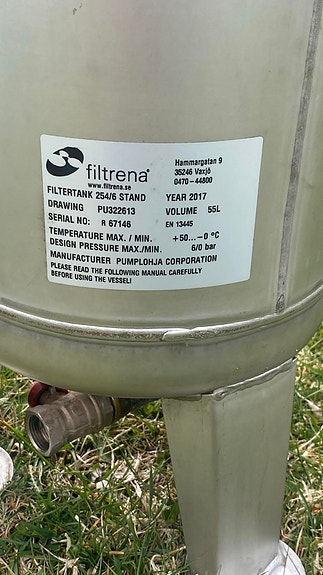 filtrena®
www.filtrena.se
Hammargatan 9
35246 Vaxjö
0470-44800
FILTERTANK 254/6 STAND YEAR 2017
DRAWING PU322613 VOLUME 55L
SERIAL NO: R 67146 EN 13445
TEMPERATURE MAX. / MIN. +50...–0 °C
DESIGN PRESSURE MAX./MIN. 6/0 bar
MANUFACTURER PUMPLOHJA CORPORATION
PLEASE READ THE FOLLOWING MANUAL CAREFULLY
BEFORE USING THE VESSEL!